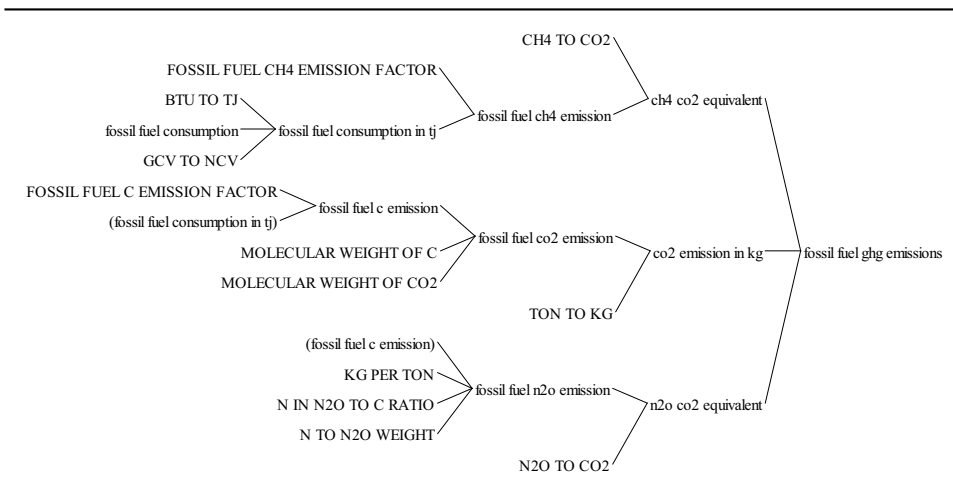 CH4 TO CO2
FOSSIL FUEL CH4 EMISSION FACTOR
BTU TO TJ
ch4 co2 equivalent
fossil fuel ch4 emission
fossil fuel consumption
fossil fuel consumption in tj
GCV TO NCV
FOSSIL FUEL C EMISSION FACTOR
fossil fuel c emission
(fossil fuel consumption in tj)
fossil fuel co2 emission
MOLECULAR WEIGHT OF C
co2 emission in kg
fossil fuel ghg emissions
MOLECULAR WEIGHT OF CO2
TON TO KG
(fossil fuel c emission)
KG PER TON
fossil fuel n2o emission
N IN N2O TO C RATIO
n2o co2 equivalent
N TO N2O WEIGHT
N2O TO CO2